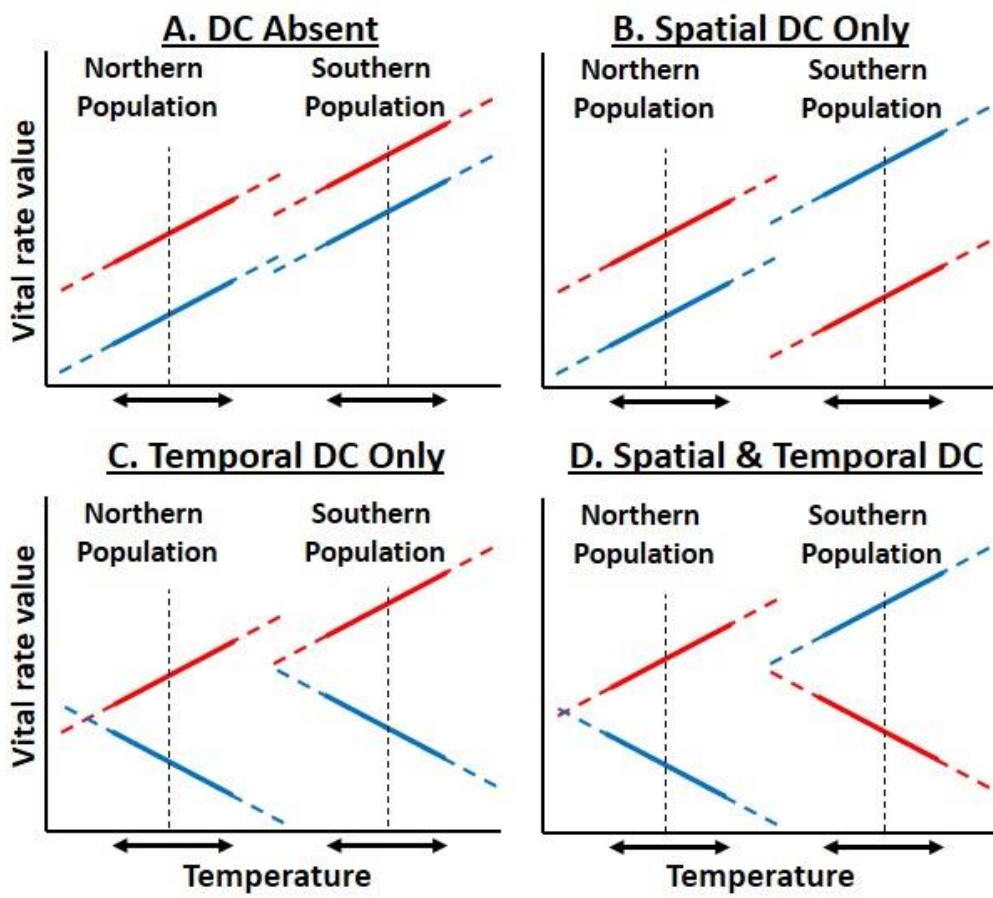 A. DC Absent
Northern
Population
Southern
Population
Vital rate value
B. Spatial DC Only
Northern
Population
Southern
Population
C. Temporal DC Only
Northern
Population
Southern
Population
Vital rate value
Temperature
D. Spatial & Temporal DC
Northern
Population
Southern
Population
Temperature